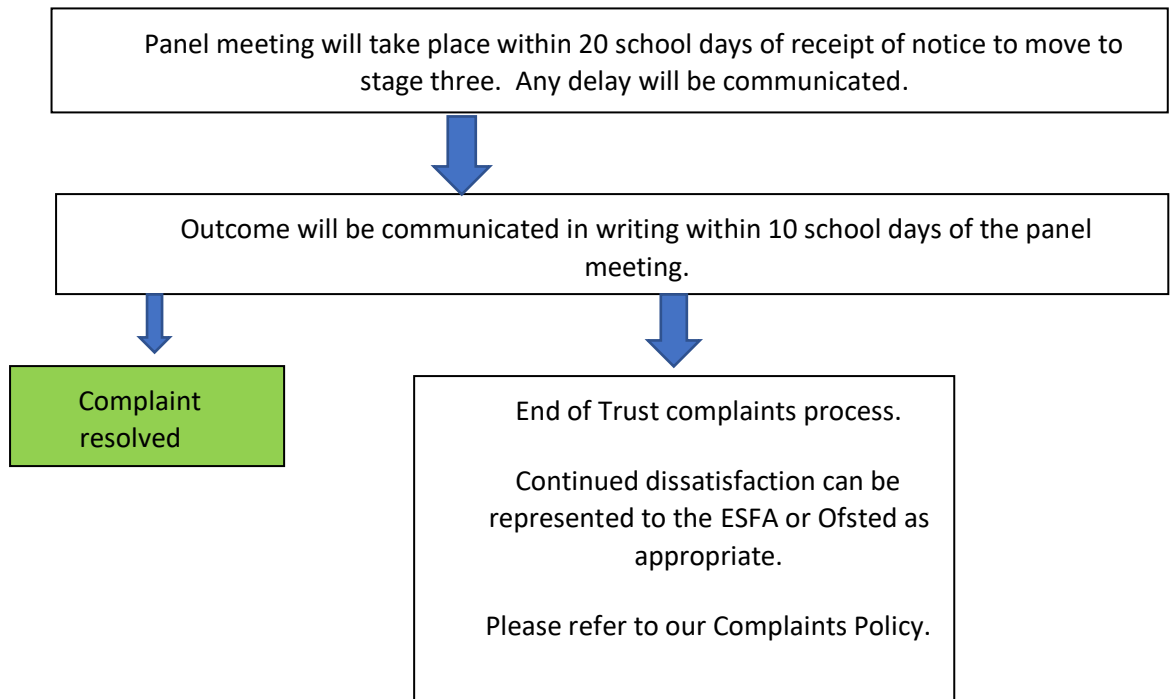 Panel meeting will take place within 20 school days of receipt of notice to move to
stage three.  Any delay will be communicated.
Outcome will be communicated in writing within 10 school days of the panel
meeting.
Complaint
resolved
End of Trust complaints process.
Continued dissatisfaction can be
represented to the ESFA or Ofsted as
appropriate.
Please refer to our Complaints Policy.